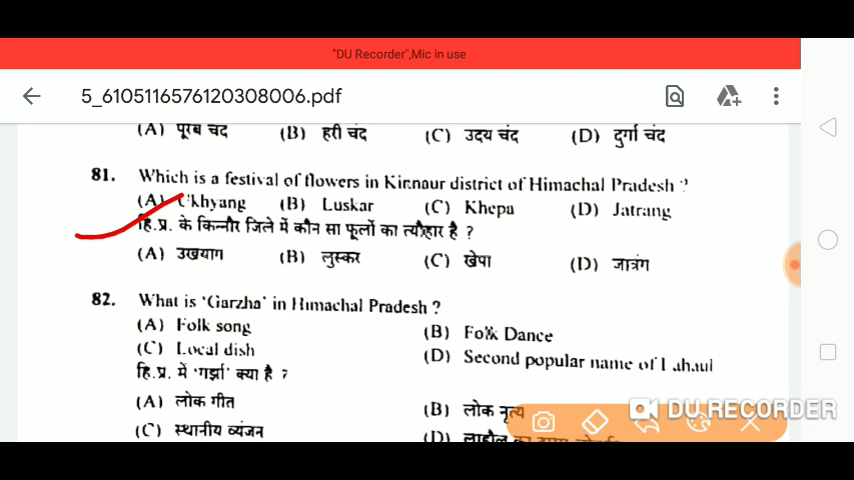 "DU Recorder",Mic in use
5_6105116576120308006.pdf
(A) पूरब चंद (B) हरी चंद (C) उदय चंद (D) दुर्गा चंद
81. Which is a festival of flowers in Kinnaur district of Himachal Pradesh ?
(A) Ukhyang (B) Luskar (C) Khepa (D) Jatrang
हि.प्र. के किन्नौर जिले में कौन सा फूलों का त्यौहार है ?
(A) उखयाग (B) लुस्कर (C) खेपा (D) जात्रंग
82. What is 'Garzha' in Himachal Pradesh ?
(A) Folk song (B) Folk Dance
(C) Local dish (D) Second popular name of Lahaul
हि.प्र. में 'गर्झा' क्या है ?
(A) लोक गीत (B) लोक नृत्य
(C) स्थानीय व्यंजन (D) लाहौल का
DU RECORDER